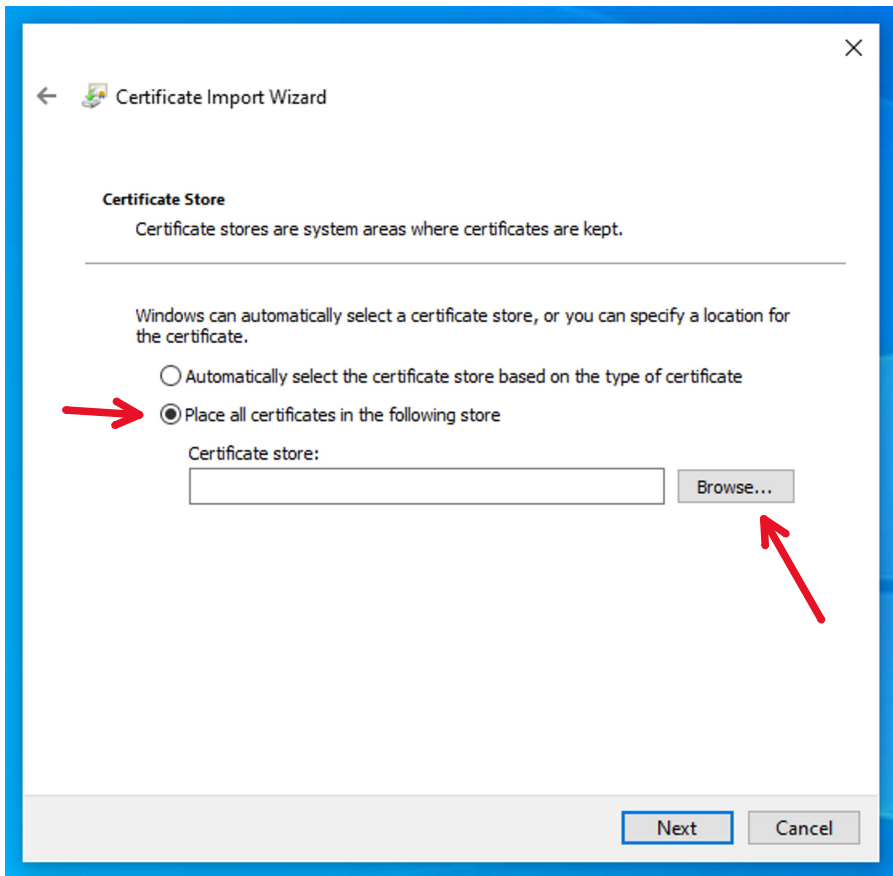 Certificate Import Wizard
Certificate Store
Certificate stores are system areas where certificates are kept.
Windows can automatically select a certificate store, or you can specify a location for
the certificate.
Automatically select the certificate store based on the type of certificate
Place all certificates in the following store
Certificate store:
Browse...
Next
Cancel